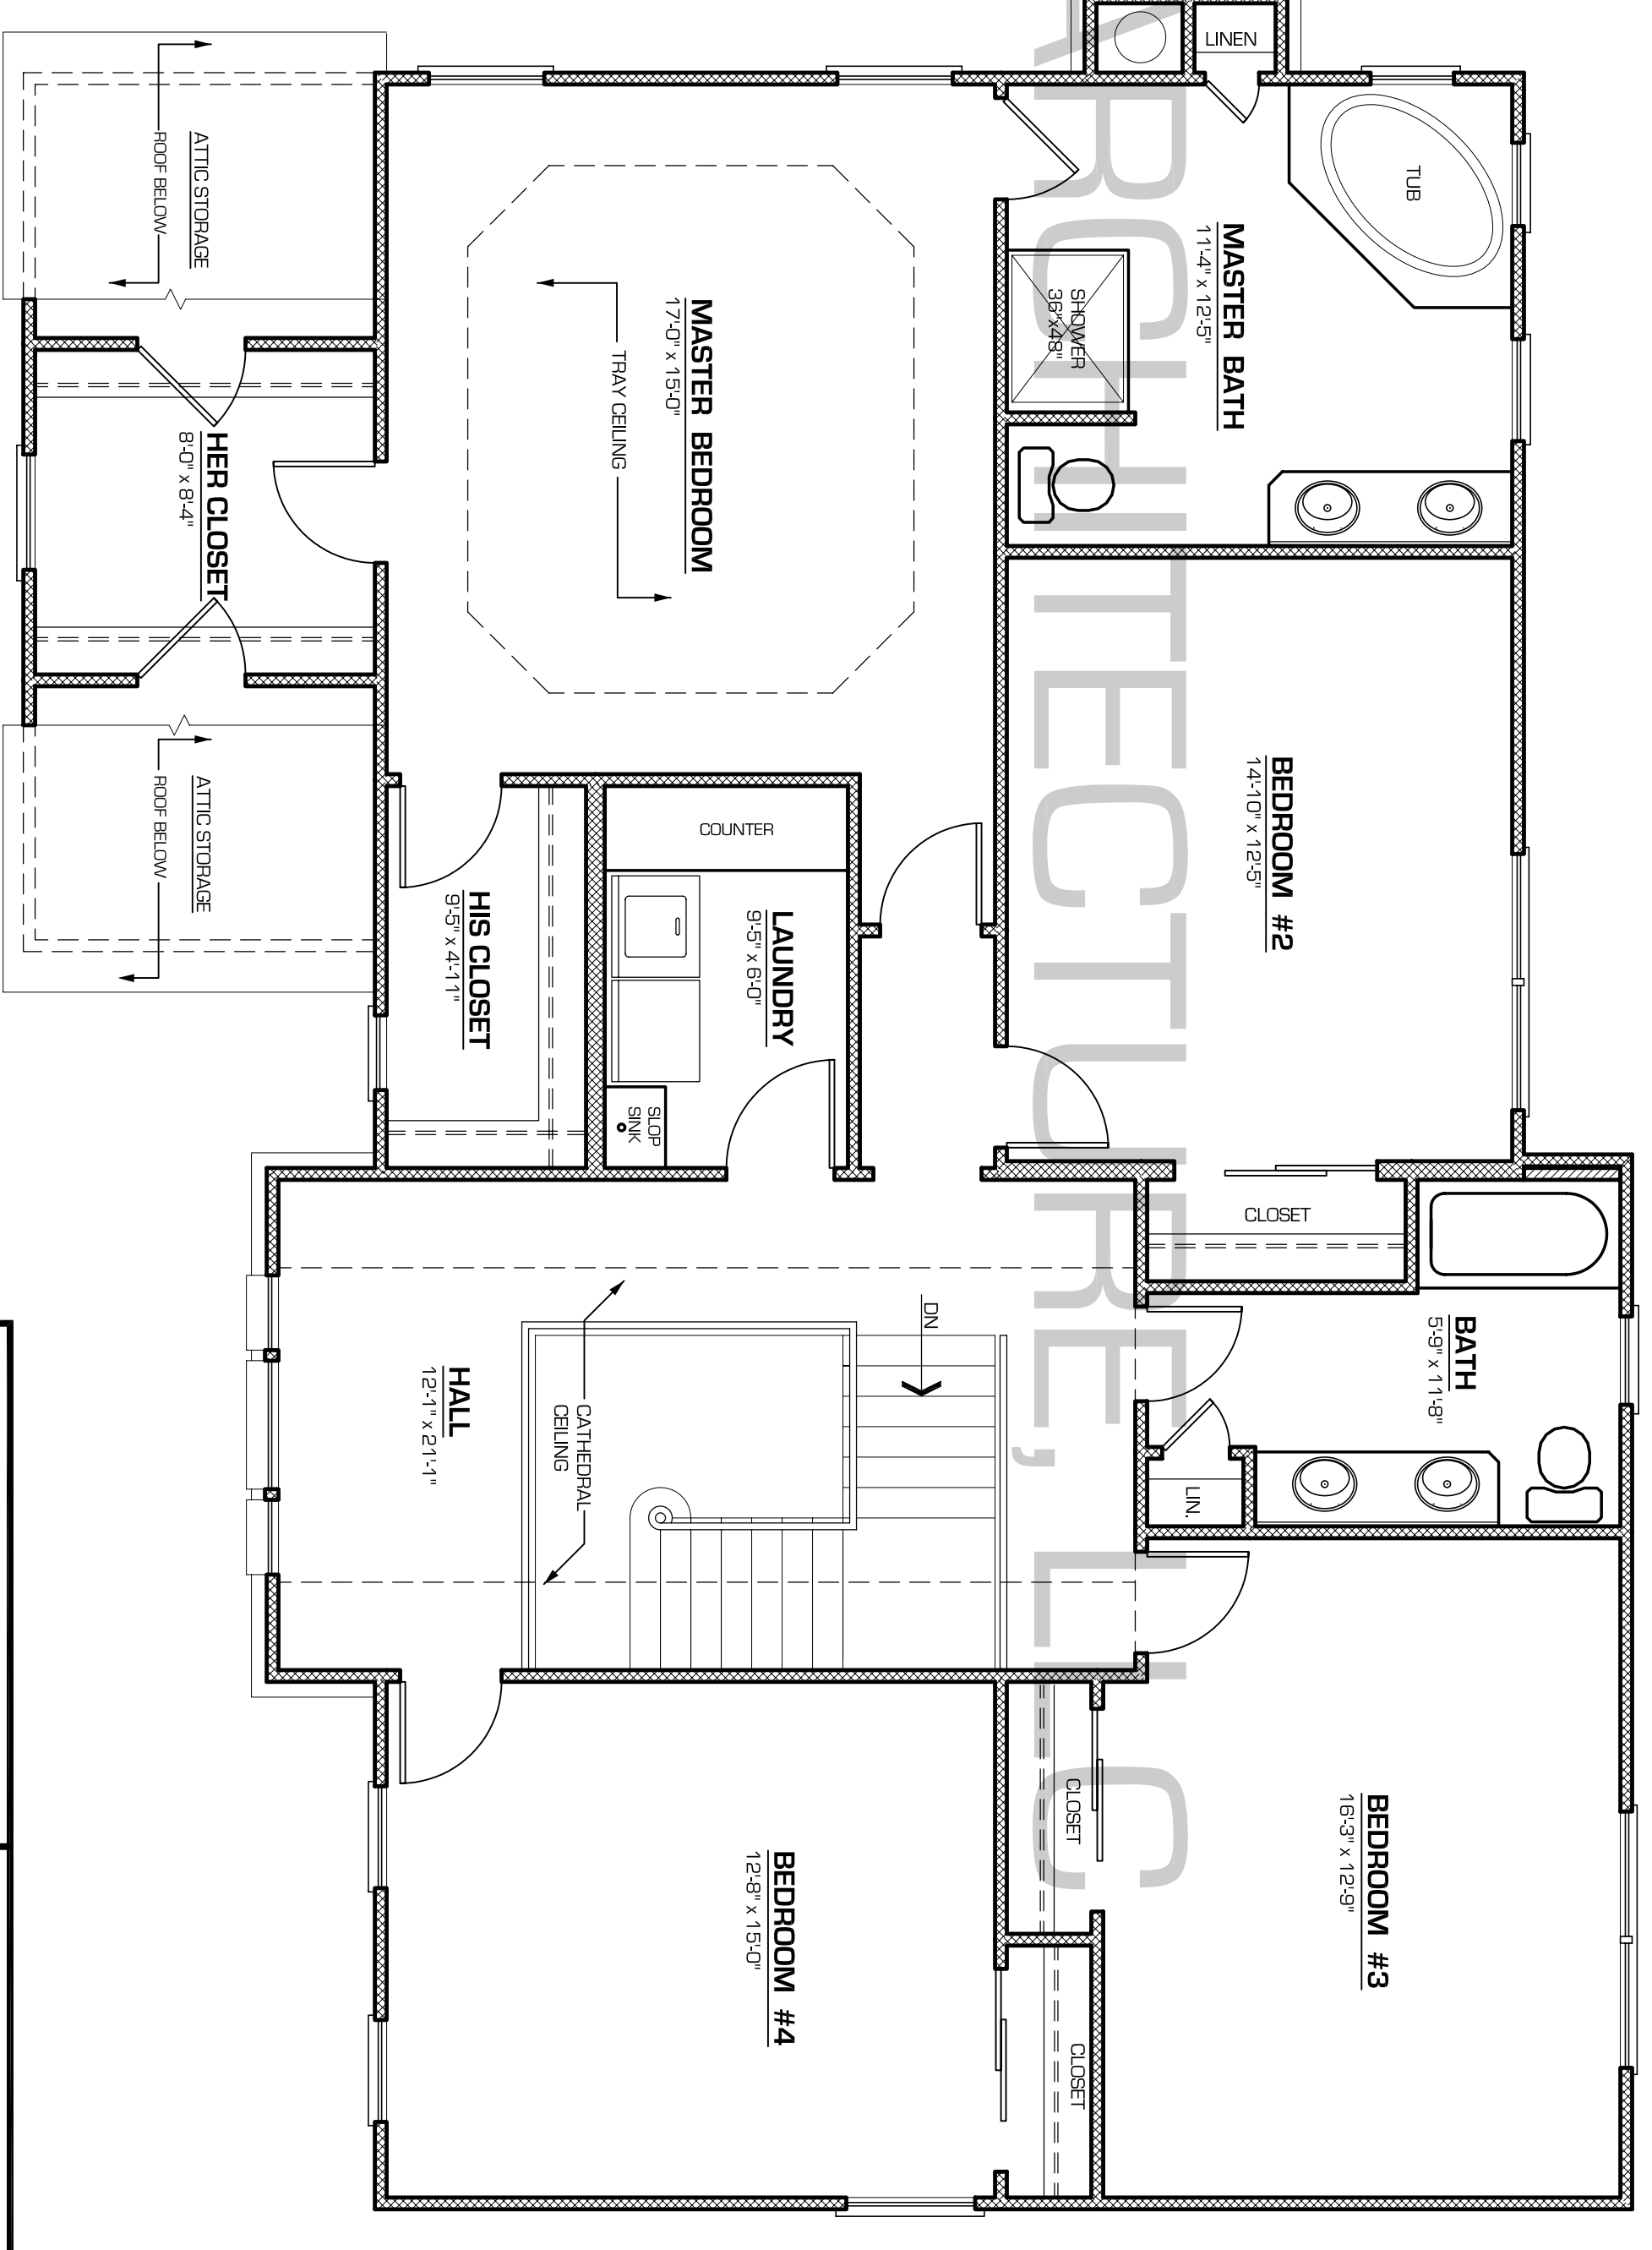 TUB
MASTER BATH
11'-4" x 12'-5"
LINEN
SHOWER
36"x48"
BEDROOM #2
14'-10" x 12'-5"
CLOSET
BATH
5'-9" x 11'-8"
LIN.
BEDROOM #3
16'-3" x 12'-9"
CLOSET
CLOSET
ARCHITECTURE, LLC
MASTER BEDROOM
17'-0" x 15'-0"
TRAY CEILING
COUNTER
LAUNDRY
9'-5" x 6'-0"
SLOP
SINK
DN
CATHEDRAL
CEILING
BEDROOM #4
12'-8" x 15'-0"
HIS CLOSET
9'-5" x 4'-11"
HALL
12'-1" x 21'-1"
ATTIC STORAGE
ROOF BELOW
HER CLOSET
8'-0" x 8'-4"
ATTIC STORAGE
ROOF BELOW